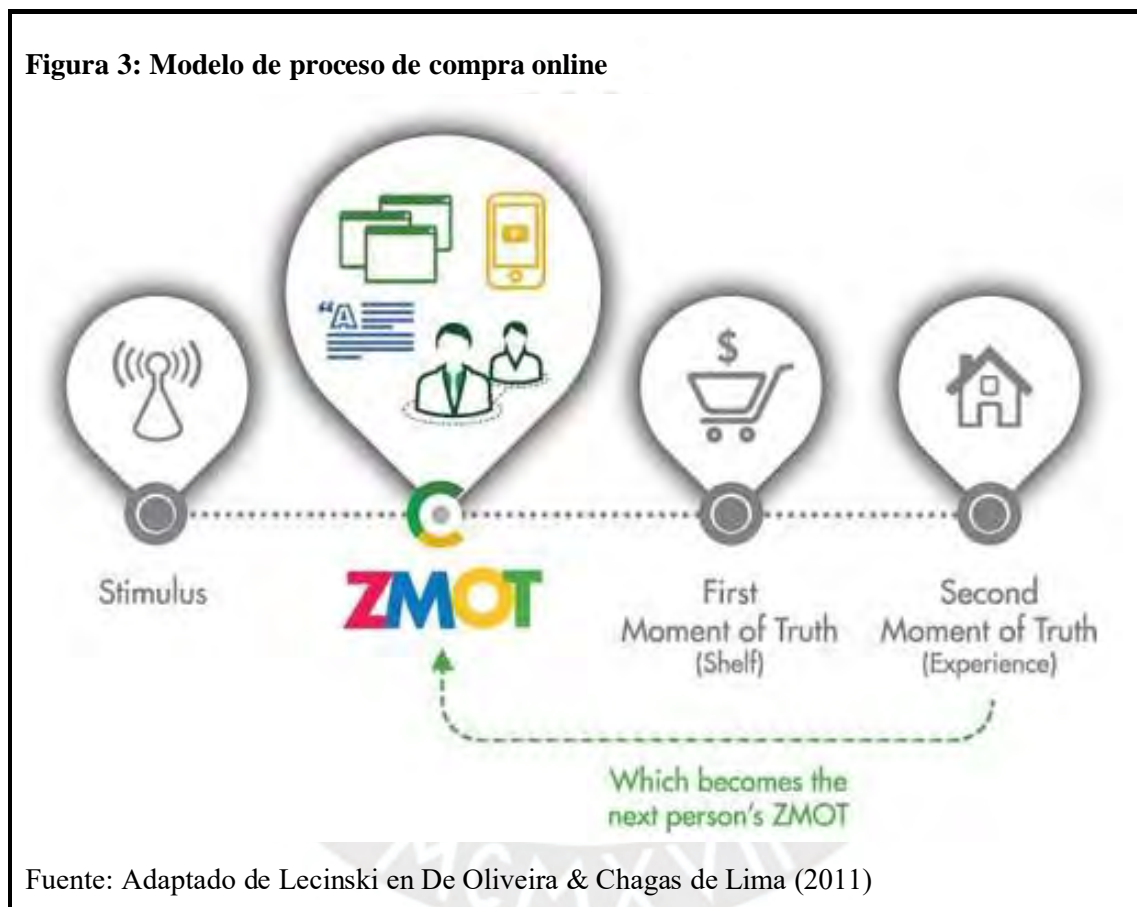 Figura 3: Modelo de proceso de compra online
“A
$
Stimulus
ZMOT
First
Moment of Truth
(Shelf)
Second
Moment of Truth
(Experience)
Which becomes the
next person's ZMOT
MCMXVII
Fuente: Adaptado de Lecinski en De Oliveira & Chagas de Lima (2011)